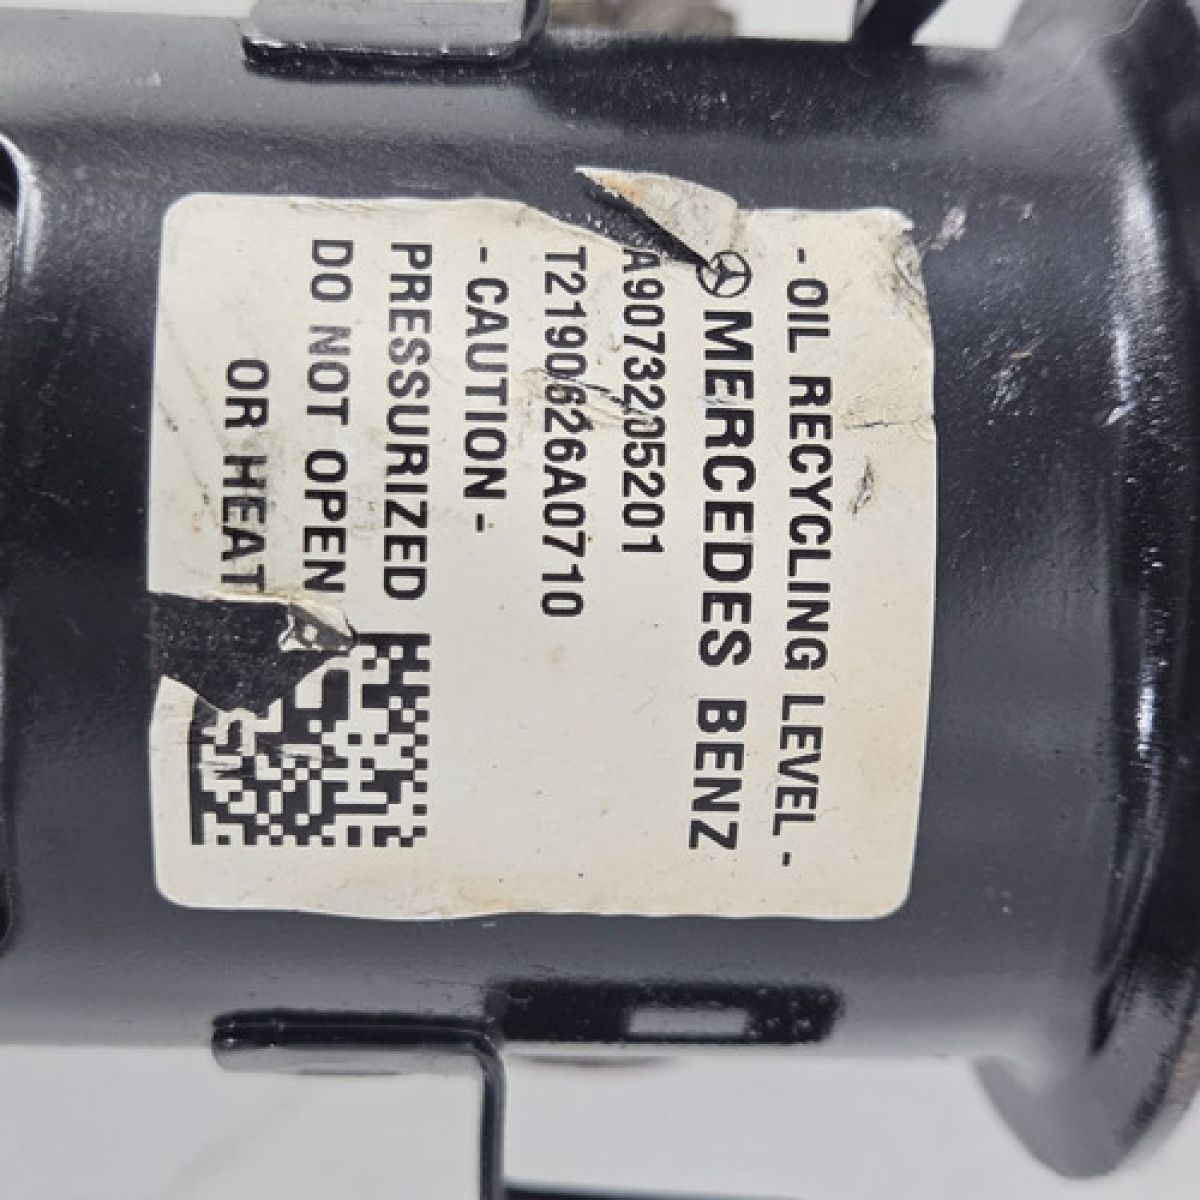 - OIL RECYCLING LEVEL -
MERCEDES BENZ
A9073205201
T2190626A0710
- CAUTION -
PRESSURIZED
DO NOT OPEN
OR HEAT